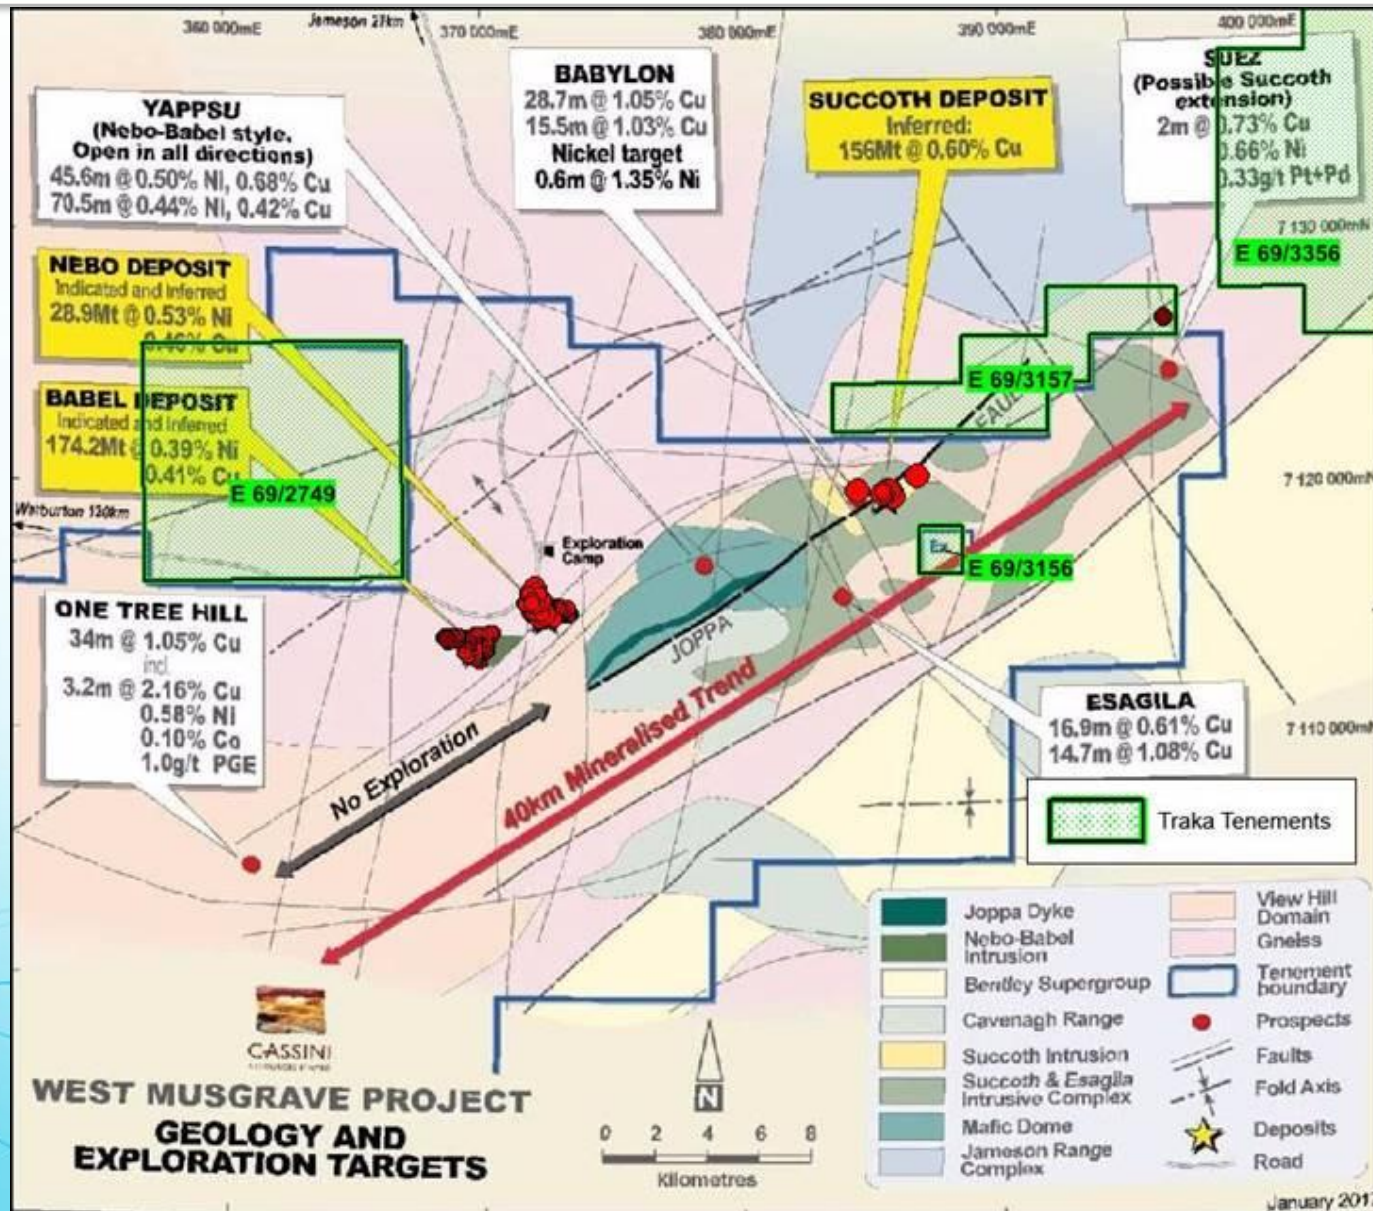 Jameson 27km
360 000mE
370 000mE
380 000mE
390 000mE
400 000mE
YAPPSU
(Nebo-Babel style.
Open in all directions)
45.6m @ 0.50% Ni, 0.68% Cu
70.5m @ 0.44% Ni, 0.42% Cu
BABYLON
28.7m @ 1.05% Cu
15.5m @ 1.03% Cu
Nickel target
0.6m @ 1.35% Ni
SUCCOTH DEPOSIT
Inferred:
156Mt @ 0.60% Cu
SUEZ
(Possible Succoth
extension)
2m @ 0.73% Cu
0.66% Ni
0.33g/t Pt+Pd
7 130 000mN
E 69/3356
NEBO DEPOSIT
Indicated and Inferred
28.9Mt @ 0.53% Ni
0.46% Cu
BABEL DEPOSIT
Indicated and Inferred
174.2Mt @ 0.39% Ni
0.41% Cu
E 69/2749
E 69/3157
FAULT
7 120 000mN
Warburton 130km
Exploration
Camp
E 69/3156
ONE TREE HILL
34m @ 1.05% Cu
incl.
3.2m @ 2.16% Cu
0.58% Ni
0.10% Co
1.0g/t PGE
JOPPA
No Exploration
40km Mineralised Trend
ESAGILA
16.9m @ 0.61% Cu
14.7m @ 1.08% Cu
7 110 000mN
Traka Tenements
Joppa Dyke
Nebo-Babel
Intrusion
Bentley Supergroup
Cavenagh Range
Succoth Intrusion
Succoth & Esagila
Intrusive Complex
Mafic Dome
Jameson Range
Complex
View Hill
Domain
Gneiss
Tenement
boundary
Prospects
Faults
Fold Axis
Deposits
Road
CASSINI
WEST MUSGRAVE PROJECT
GEOLOGY AND
EXPLORATION TARGETS
N
0 2 4 6 8
Kilometres
January 2017